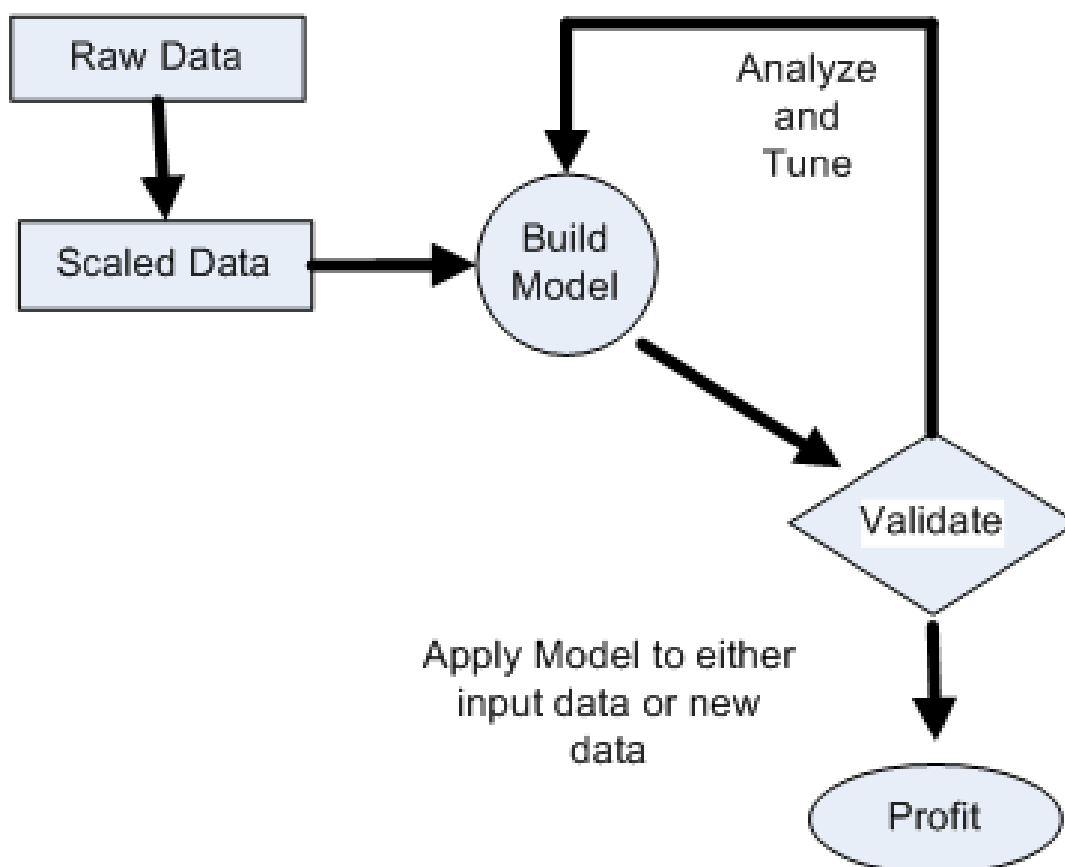 Raw Data
Scaled Data
Build
Model
Analyze
and
Tune
Validate
Apply Model to either
input data or new
data
Profit